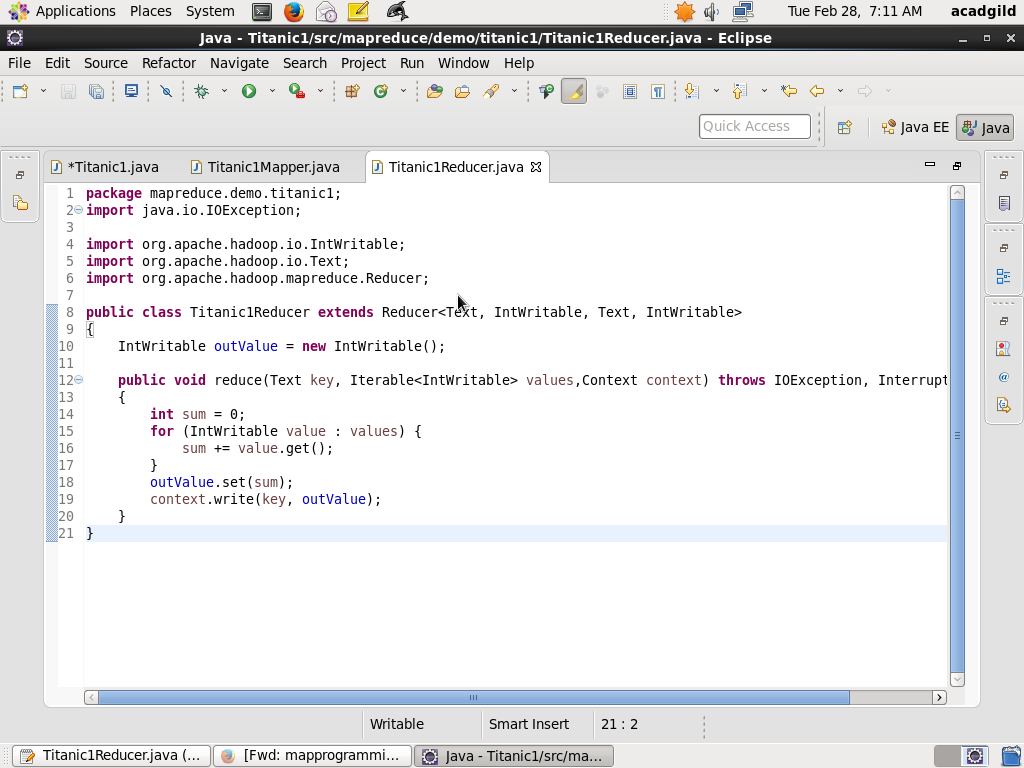 Applications Places System Tue Feb 28, 7:11 AM acadgild
Java - Titanic1/src/mapreduce/demo/titanic1/Titanic1Reducer.java - Eclipse
File Edit Source Refactor Navigate Search Project Run Window Help
Quick Access Java EE Java
*Titanic1.java Titanic1Mapper.java Titanic1Reducer.java
1 package mapreduce.demo.titanic1;
2 import java.io.IOException;
3
4 import org.apache.hadoop.io.IntWritable;
5 import org.apache.hadoop.io.Text;
6 import org.apache.hadoop.mapreduce.Reducer;
7
8 public class Titanic1Reducer extends Reducer<Text, IntWritable, Text, IntWritable>
9 {
10 IntWritable outValue = new IntWritable();
11
12 public void reduce(Text key, Iterable<IntWritable> values,Context context) throws IOException, Interrupt
13 {
14 int sum = 0;
15 for (IntWritable value : values) {
16 sum += value.get();
17 }
18 outValue.set(sum);
19 context.write(key, outValue);
20 }
21 }
Writable Smart Insert 21 : 2
Titanic1Reducer.java (... [Fwd: mapprogrammi... Java - Titanic1/src/ma...